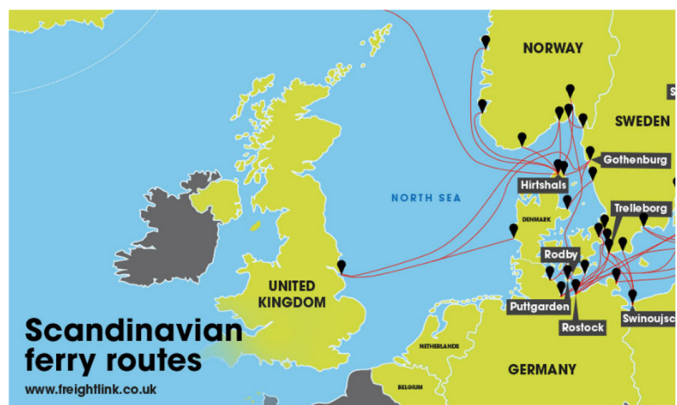 NORWAY
SWEDEN
Gothenburg
Hirtshals
NORTH SEA
Trelleborg
DENMARK
Rodby
UNITED
KINGDOM
Puttgarden
Swinoujsc
Rostock
Scandinavian
ferry routes
NETHERLANDS
GERMANY
BELGIUM
www.freightlink.co.uk